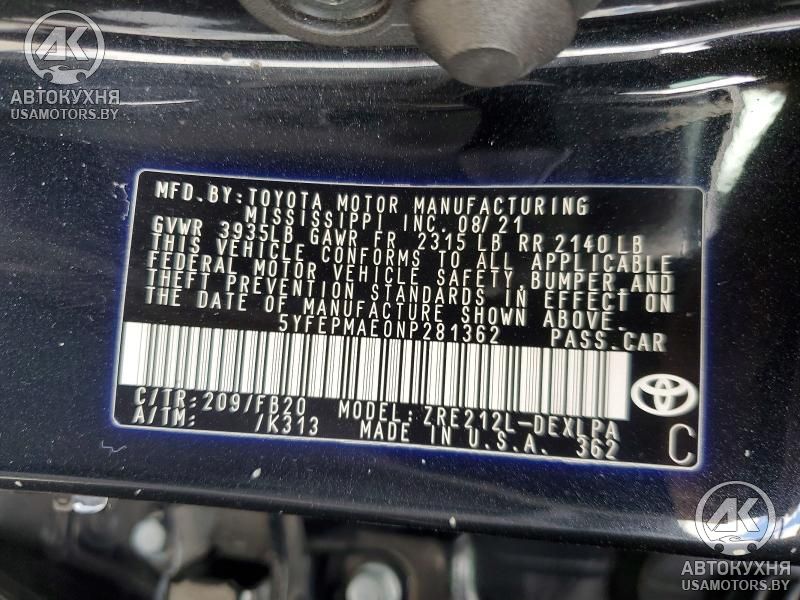 АК
АВТОКУХНЯ
USAMOTORS.BY
MFD.BY:TOYOTA MOTOR MANUFACTURING
MISSISSIPPI INC. 08/21
GVWR 3935LB GAWR FR. 2315 LB RR 2140 LB
THIS VEHICLE CONFORMS TO ALL APPLICABLE
FEDERAL MOTOR VEHICLE SAFETY,BUMPER,AND
THEFT PREVENTION STANDARDS IN EFFECT ON
THE DATE OF MANUFACTURE SHOWN ABOVE.
5YFEPMAE0NP281362 PASS.CAR
C/TR:209/FB20 MODEL:ZRE212L-DEXLPA
A/TM: /K313 MADE IN U.S.A. 362 C
АК
АВТОКУХНЯ
USAMOTORS.BY